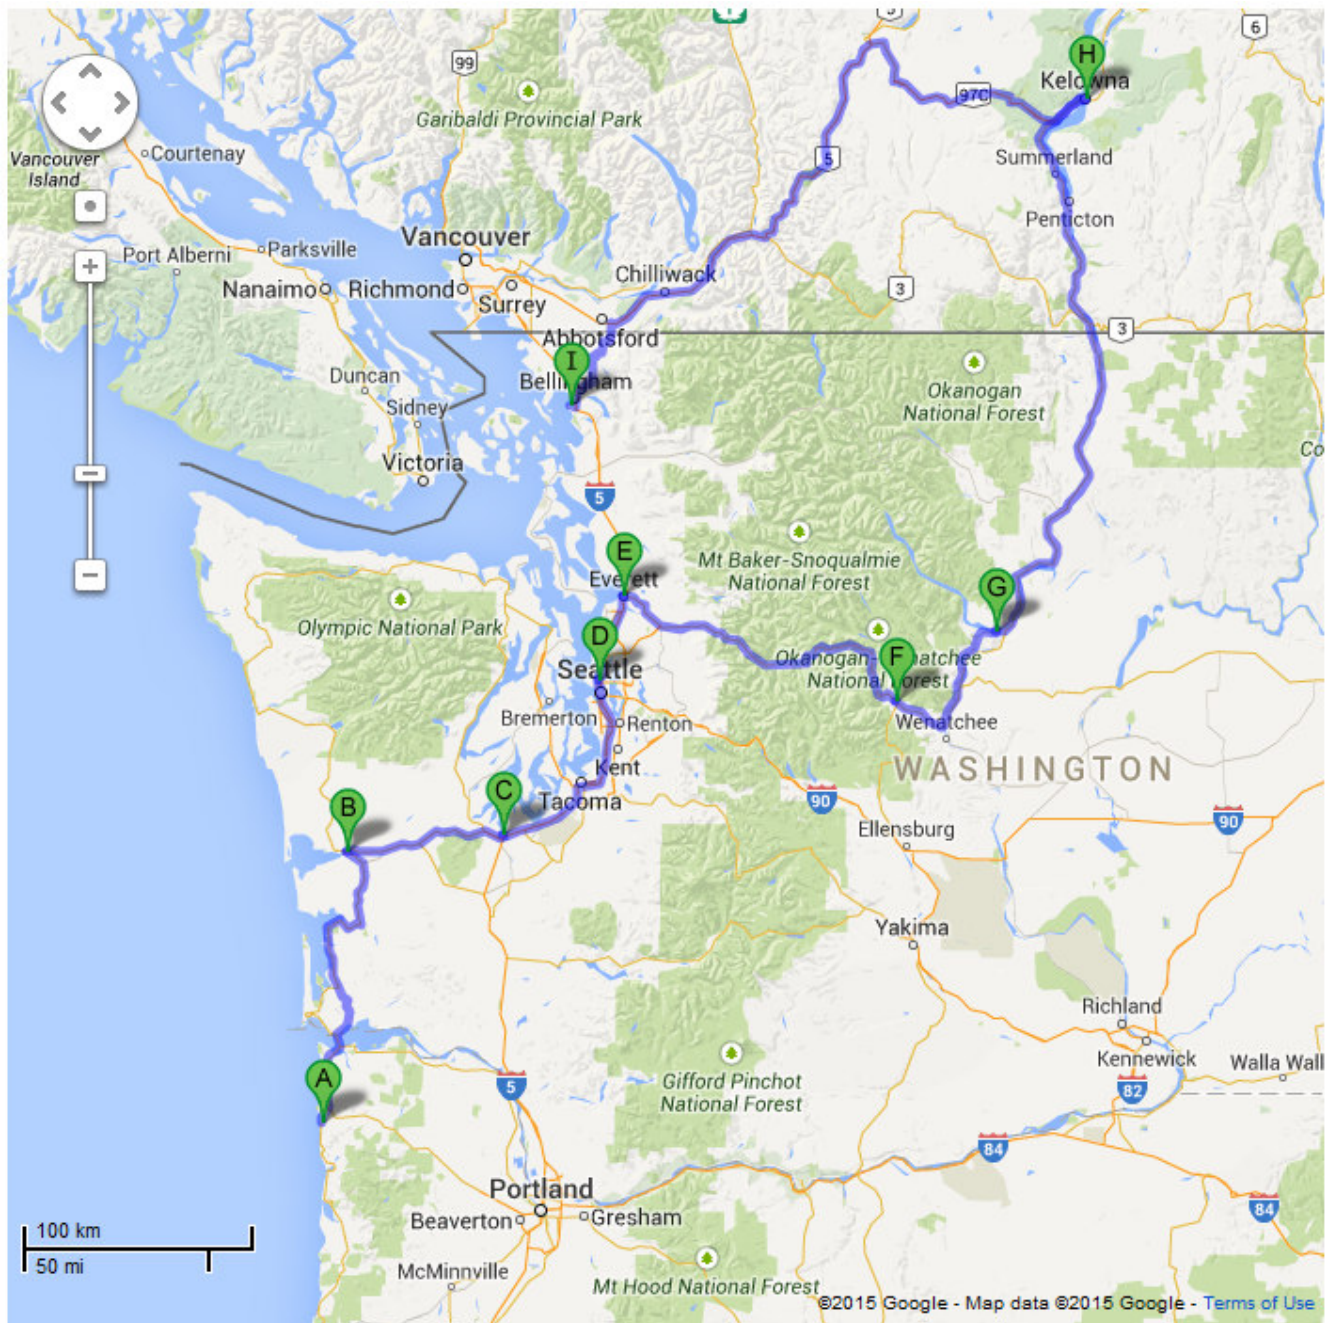 5
1
6
99
H
Kelowna
97C
Garibaldi Provincial Park
Courtenay
Vancouver
Island
5
Summerland
Penticton
Vancouver
Port Alberni
Parksville
Chilliwack
Nanaimo
Richmond
Surrey
3
Abbotsford
3
I
Bellingham
Duncan
Okanogan
National Forest
Sidney
Victoria
Co
5
E
Everett
Mt Baker-Snoqualmie
National Forest
G
Olympic National Park
D
Seattle
F
National Forest
Bremerton
Renton
Wenatchee
Kent
WASHINGTON
C
Tacoma
B
90
90
Ellensburg
Yakima
Richland
Kennewick
Walla Wall
A
5
Gifford Pinchot
National Forest
82
84
Portland
Beaverton
Gresham
84
100 km
50 mi
McMinnville
Mt Hood National Forest
©2015 Google - Map data ©2015 Google - Terms of Use